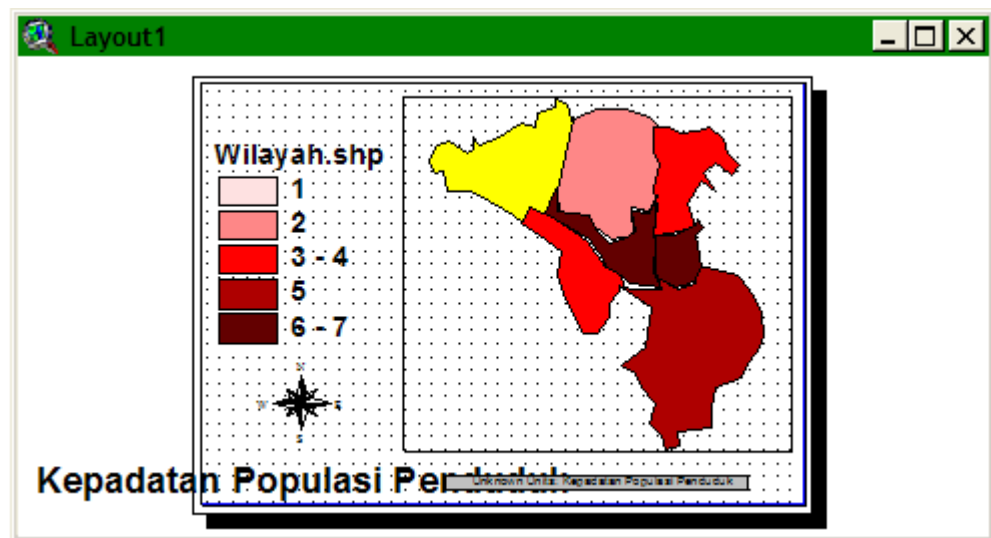 Layout1
Wilayah.shp
1
2
3 - 4
5
6 - 7
N
W E
S
Kepadatan Populasi Penduduk
Unknown Units: Kepadatan Populasi Penduduk